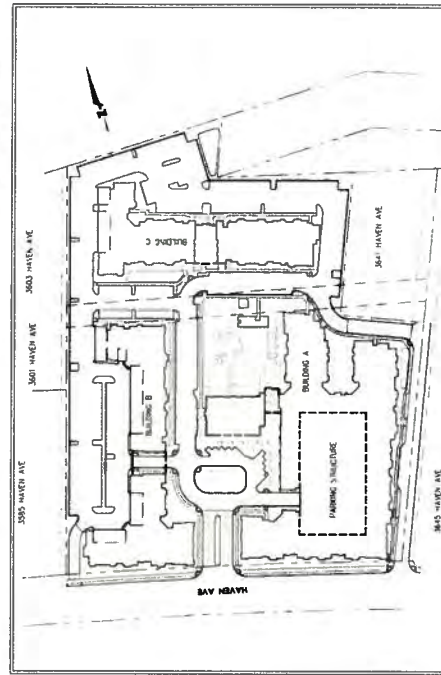 N
3603 HAVEN AVE
3601 HAVEN AVE
3585 HAVEN AVE
BUILDING C
BUILDING B
3641 HAVEN AVE
BUILDING A
PARKING STRUCTURE
3645 HAVEN AVE
HAVEN AVE